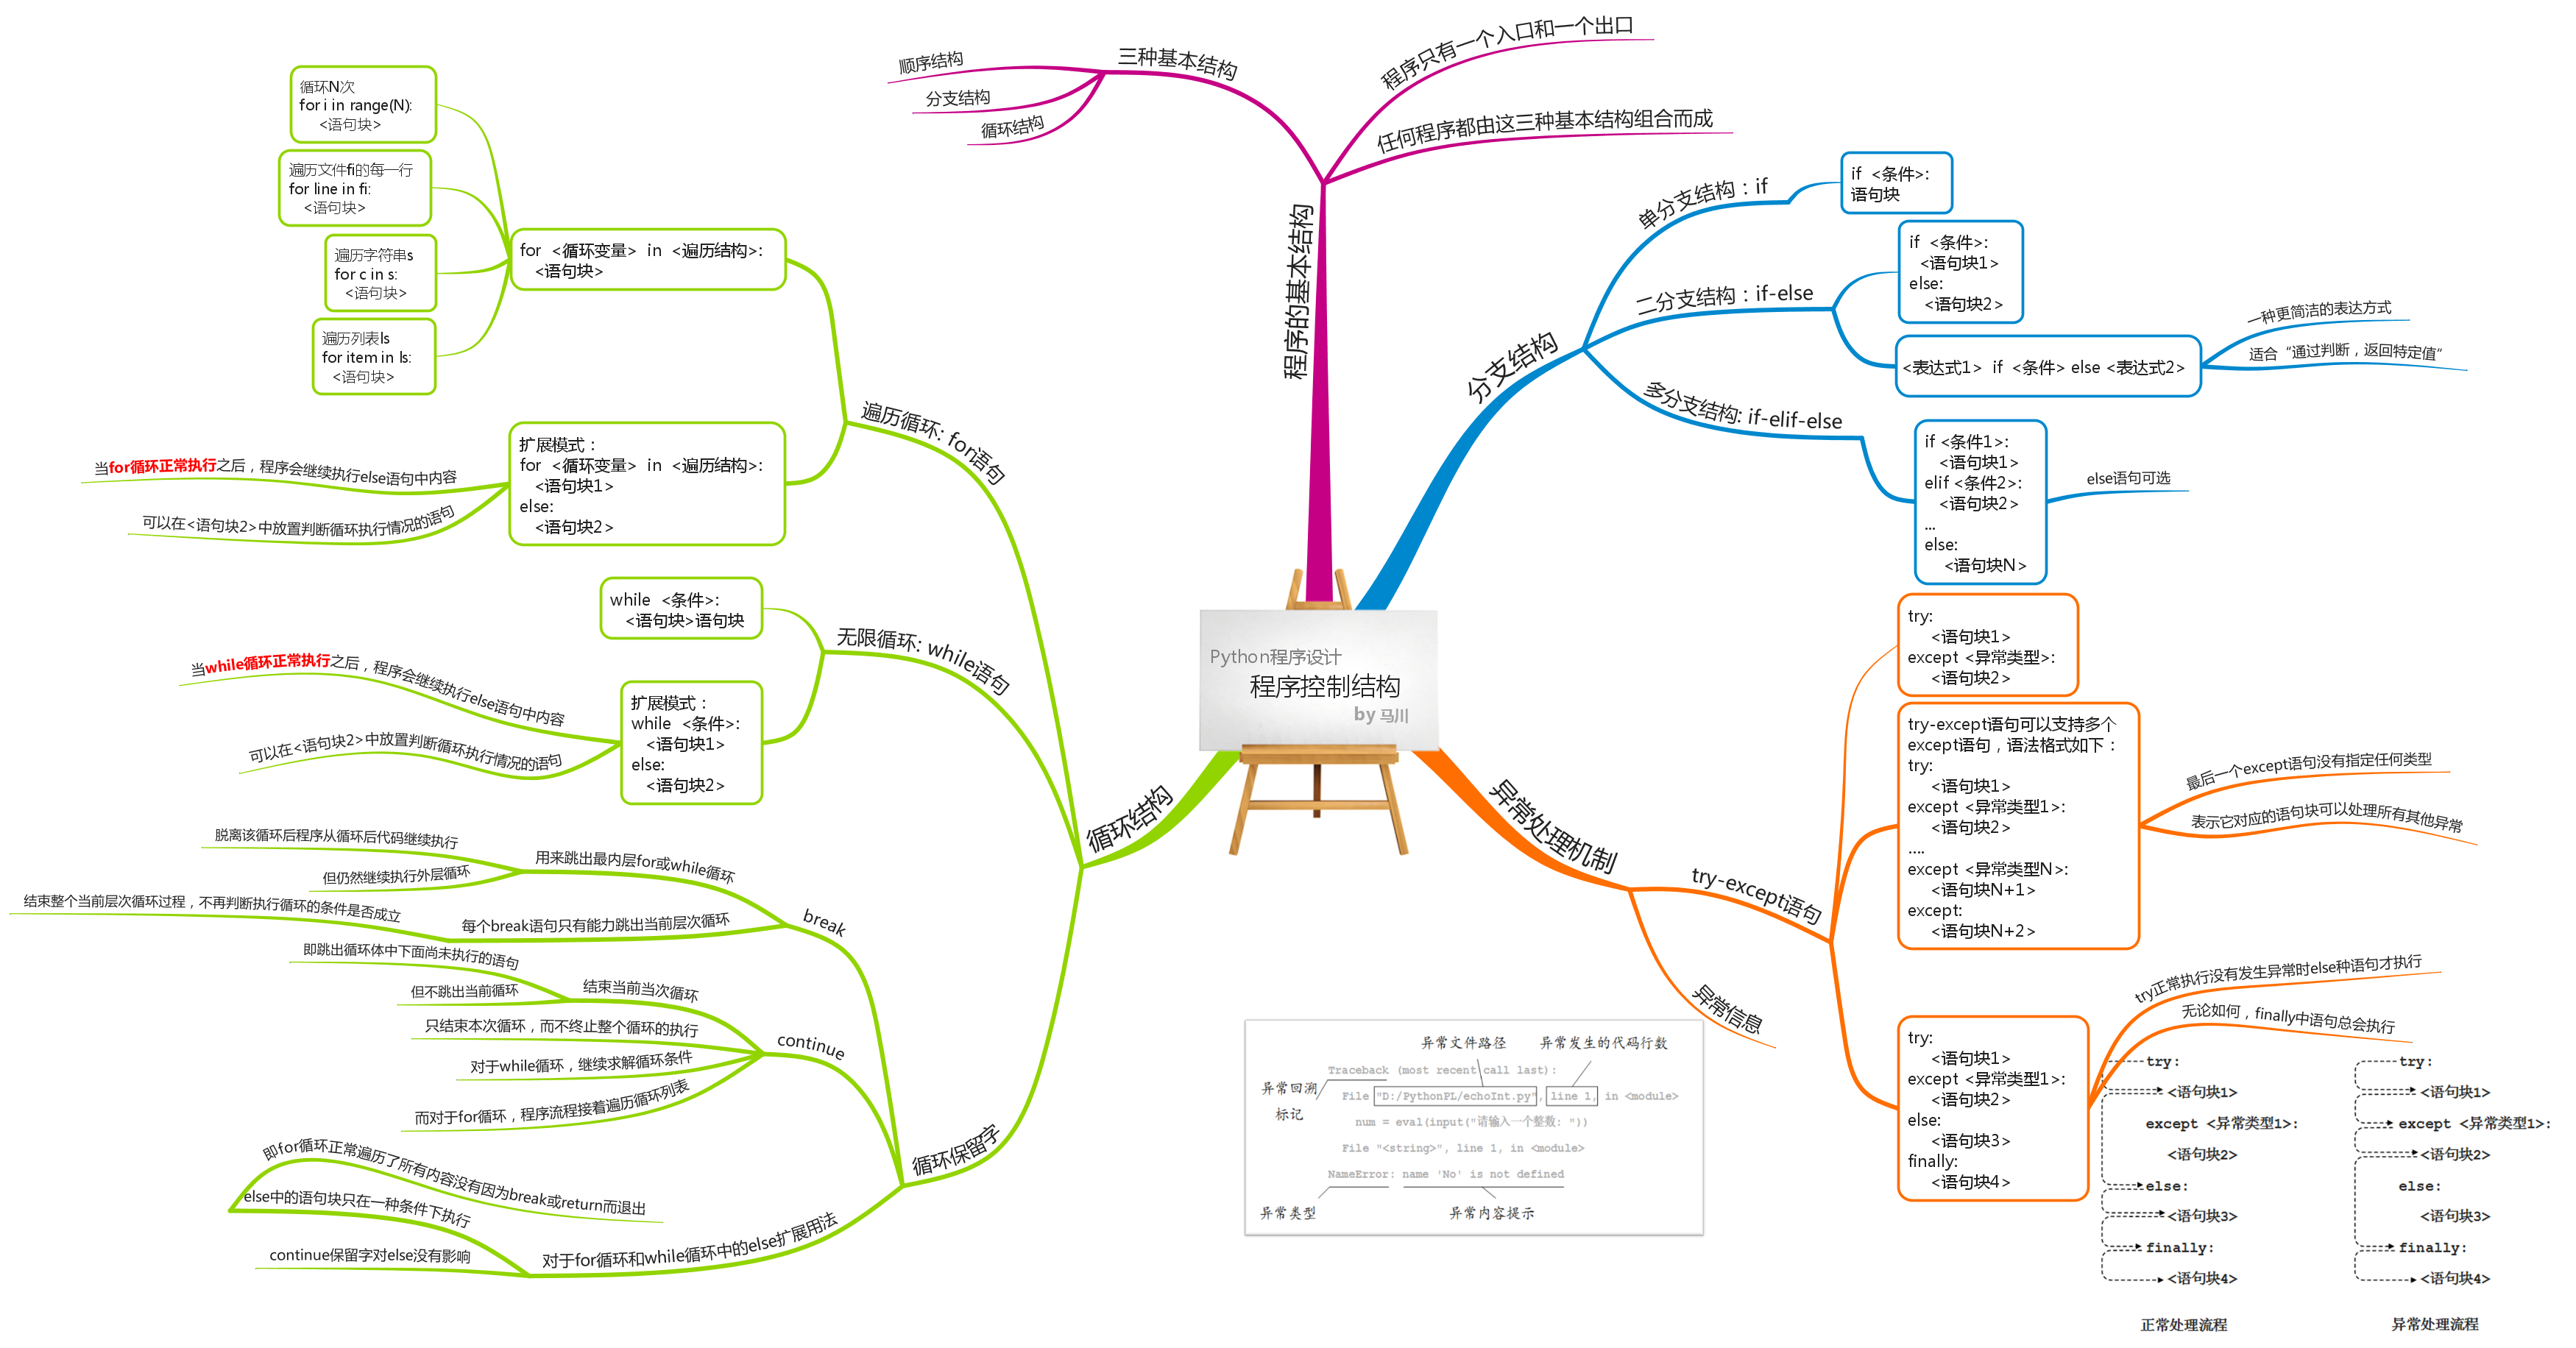 Python程序设计
程序控制结构
by 马川
程序的基本结构
三种基本结构
顺序结构
分支结构
循环结构
程序只有一个入口和一个出口
任何程序都由这三种基本结构组合而成
分支结构
单分支结构：if
if <条件>:
语句块
二分支结构：if-else
if <条件>:
<语句块1>
else:
<语句块2>
<表达式1> if <条件> else <表达式2>
一种更简洁的表达方式
适合“通过判断，返回特定值”
多分支结构: if-elif-else
if <条件1>:
<语句块1>
elif <条件2>:
<语句块2>
...
else:
<语句块N>
else语句可选
异常处理机制
try-except语句
try:
<语句块1>
except <异常类型>:
<语句块2>
try-except语句可以支持多个
except语句，语法格式如下：
try:
<语句块1>
except <异常类型1>:
<语句块2>
....
except <异常类型N>:
<语句块N+1>
except:
<语句块N+2>
最后一个except语句没有指定任何类型
表示它对应的语句块可以处理所有其他异常
try:
<语句块1>
except <异常类型1>:
<语句块2>
else:
<语句块3>
finally:
<语句块4>
try正常执行没有发生异常时else种语句才执行
无论如何，finally中语句总会执行
try:
<语句块1>
except <异常类型1>:
<语句块2>
else:
<语句块3>
finally:
<语句块4>
正常处理流程
try:
<语句块1>
except <异常类型1>:
<语句块2>
else:
<语句块3>
finally:
<语句块4>
异常处理流程
异常信息
异常文件路径
异常发生的代码行数
异常回溯
标记
Traceback (most recent call last):
File "D:/PythonPL/echoInt.py", line 1, in <module>
num = eval(input("请输入一个整数: "))
File "<string>", line 1, in <module>
NameError: name 'No' is not defined
异常类型
异常内容提示
循环结构
遍历循环: for语句
for <循环变量> in <遍历结构>:
<语句块>
循环N次
for i in range(N):
<语句块>
遍历文件fi的每一行
for line in fi:
<语句块>
遍历字符串s
for c in s:
<语句块>
遍历列表ls
for item in ls:
<语句块>
扩展模式：
for <循环变量> in <遍历结构>:
<语句块1>
else:
<语句块2>
当for循环正常执行之后，程序会继续执行else语句中内容
可以在<语句块2>中放置判断循环执行情况的语句
无限循环: while语句
while <条件>:
<语句块>语句块
扩展模式：
while <条件>:
<语句块1>
else:
<语句块2>
当while循环正常执行之后，程序会继续执行else语句中内容
可以在<语句块2>中放置判断循环执行情况的语句
循环保留字
break
用来跳出最内层for或while循环
脱离该循环后程序从循环后代码继续执行
但仍然继续执行外层循环
每个break语句只有能力跳出当前层次循环
结束整个当前层次循环过程，不再判断执行循环的条件是否成立
continue
结束当前当次循环
即跳出循环体中下面尚未执行的语句
但不跳出当前循环
只结束本次循环，而不终止整个循环的执行
对于while循环，继续求解循环条件
而对于for循环，程序流程接着遍历循环列表
对于for循环和while循环中的else扩展用法
else中的语句块只在一种条件下执行
即for循环正常遍历了所有内容没有因为break或return而退出
continue保留字对else没有影响